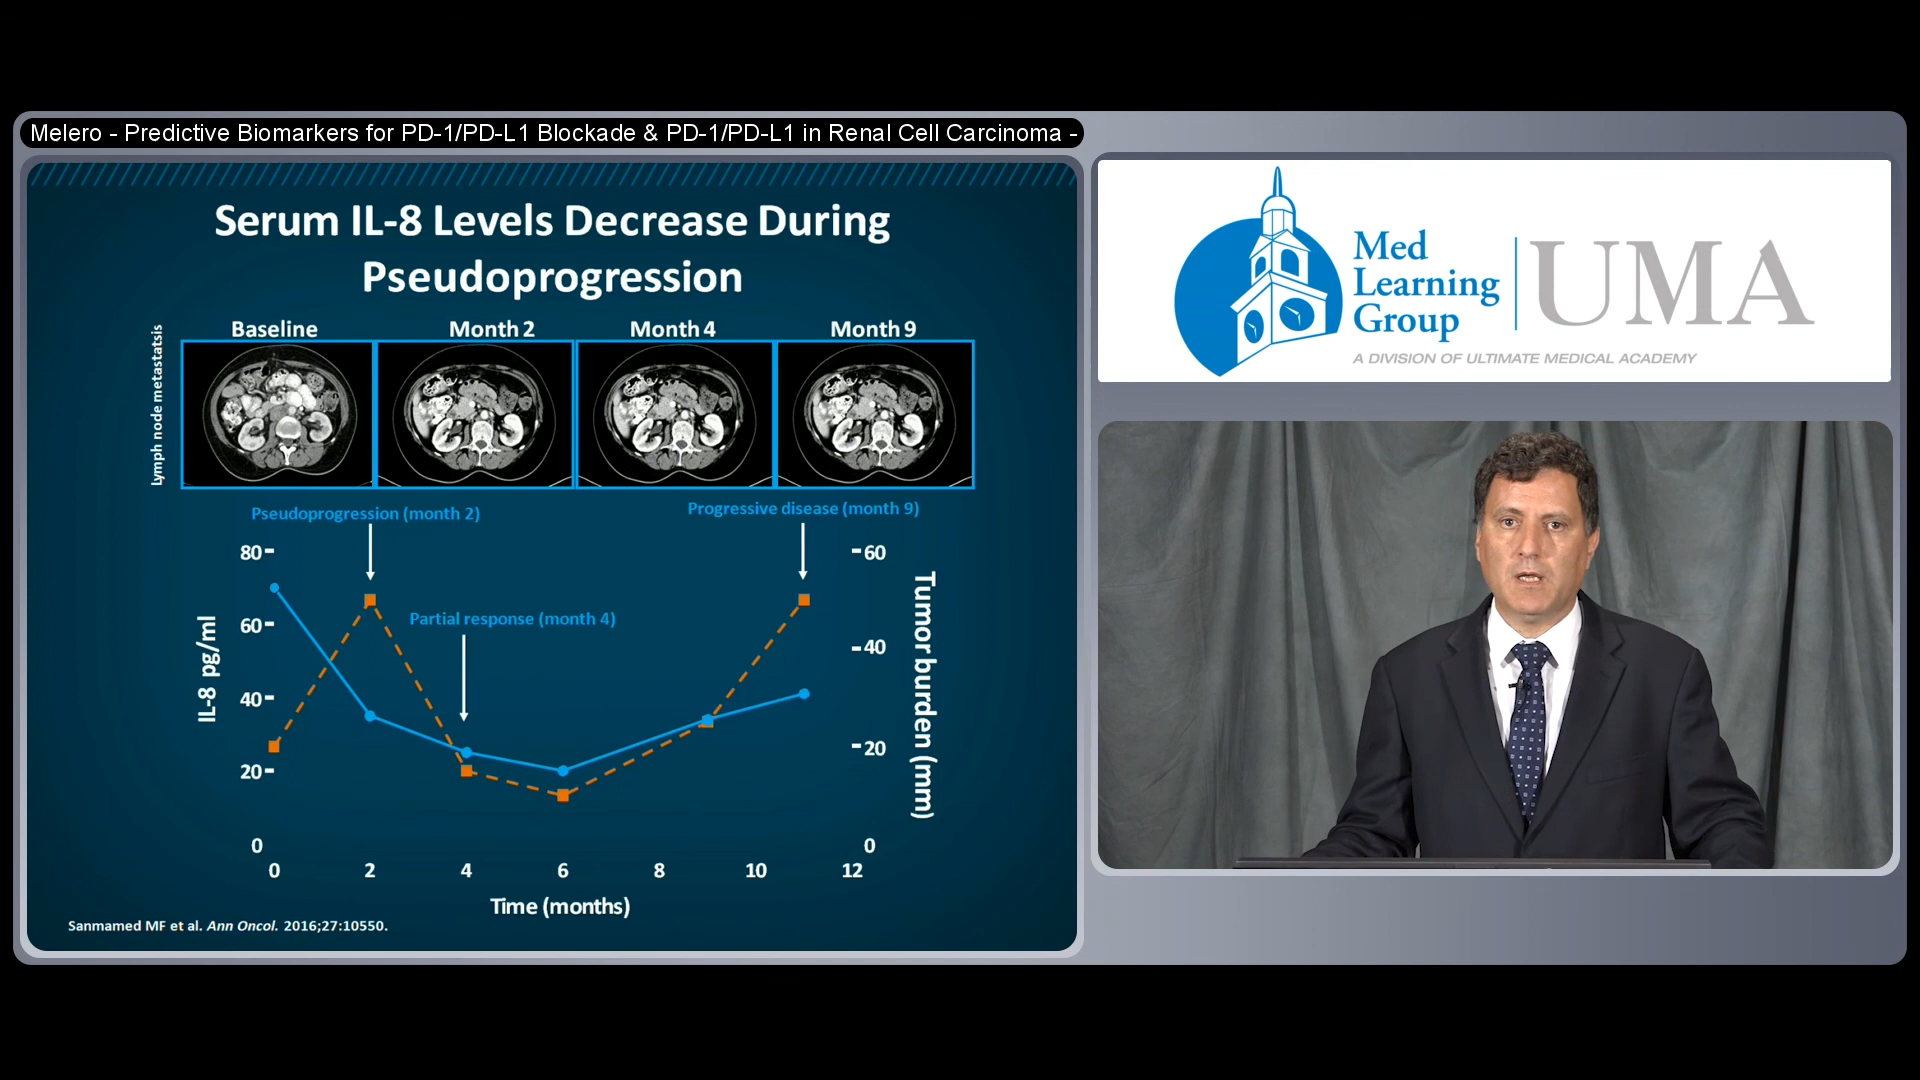 Melero - Predictive Biomarkers for PD-1/PD-L1 Blockade & PD-1/PD-L1 in Renal Cell Carcinoma -
Serum IL-8 Levels Decrease During
Pseudoprogression
Baseline
Month 2
Month 4
Month 9
Lymph node metastatsis
Pseudoprogression (month 2)
Progressive disease (month 9)
Partial response (month 4)
IL-8 pg/ml
80
60
40
20
0
60
40
20
0
Tumor burden (mm)
0 2 4 6 8 10 12
Time (months)
Sanmamed MF et al. Ann Oncol. 2016;27:10550.
Med
Learning
Group
UMA
A DIVISION OF ULTIMATE MEDICAL ACADEMY